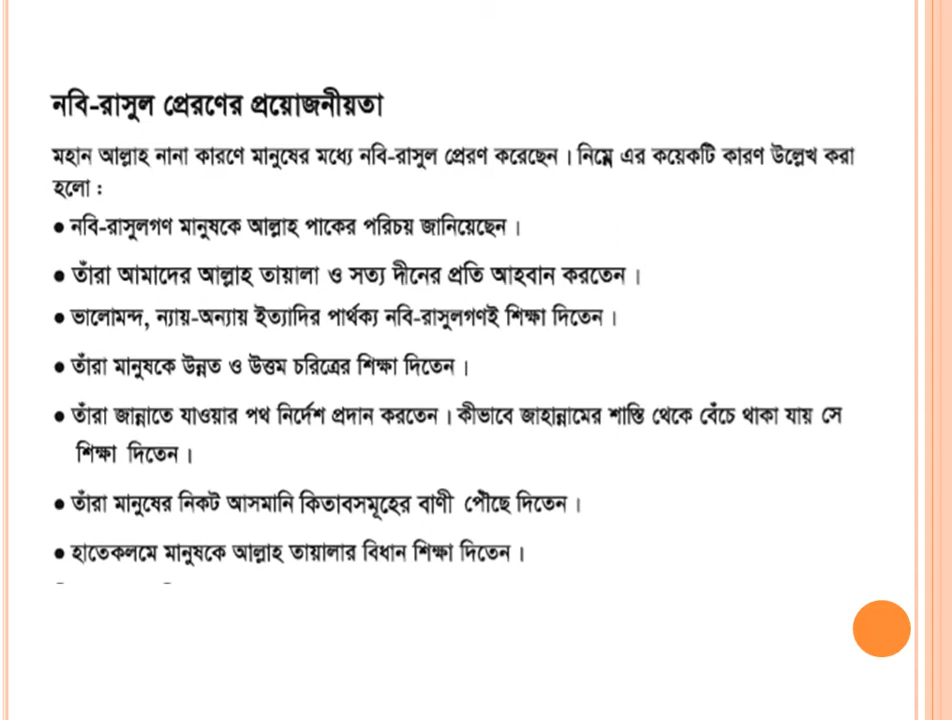 নবি-রাসুল প্রেরণের প্রয়োজনীয়তা
মহান আল্লাহ নানা কারণে মানুষের মধ্যে নবি-রাসুল প্রেরণ করেছেন। নিম্নে এর কয়েকটি কারণ উল্লেখ করা
হলো :
● নবি-রাসুলগণ মানুষকে আল্লাহ পাকের পরিচয় জানিয়েছেন।
● তাঁরা আমাদের আল্লাহ তায়ালা ও সত্য দীনের প্রতি আহবান করতেন।
● ভালোমন্দ, ন্যায়-অন্যায় ইত্যাদির পার্থক্য নবি-রাসুলগণই শিক্ষা দিতেন।
● তাঁরা মানুষকে উন্নত ও উত্তম চরিত্রের শিক্ষা দিতেন।
● তাঁরা জান্নাতে যাওয়ার পথ নির্দেশ প্রদান করতেন। কীভাবে জাহান্নামের শাস্তি থেকে বেঁচে থাকা যায় সে
শিক্ষা দিতেন।
● তাঁরা মানুষের নিকট আসমানি কিতাবসমূহের বাণী পৌঁছে দিতেন।
● হাতেকলমে মানুষকে আল্লাহ তায়ালার বিধান শিক্ষা দিতেন।